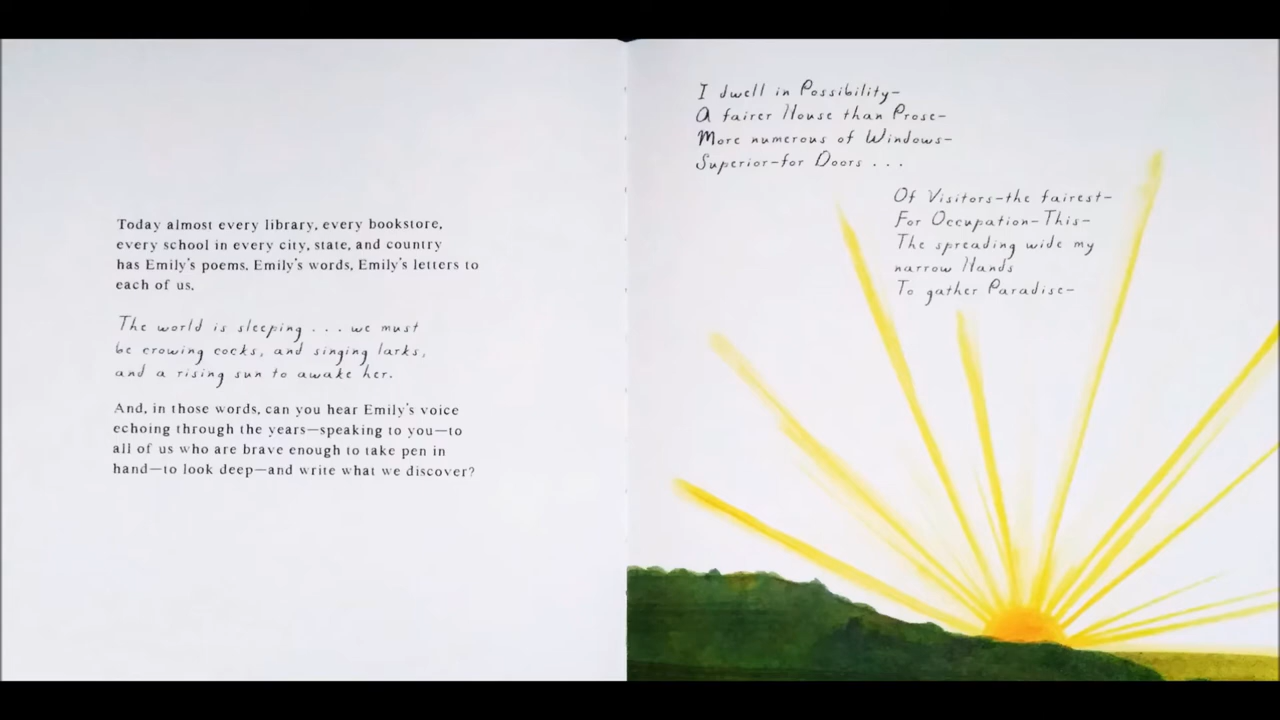 Today almost every library, every bookstore,
every school in every city, state, and country
has Emily's poems. Emily's words, Emily's letters to
each of us.
The world is sleeping . . . we must
be crowing cocks, and singing larks,
and a rising sun to awake her.
And, in those words, can you hear Emily's voice
echoing through the years—speaking to you—to
all of us who are brave enough to take pen in
hand—to look deep—and write what we discover?
I dwell in Possibility–
A fairer House than Prose–
More numerous of Windows–
Superior–for Doors . . .
Of Visitors–the fairest–
For Occupation–This–
The spreading wide my
narrow Hands
To gather Paradise–